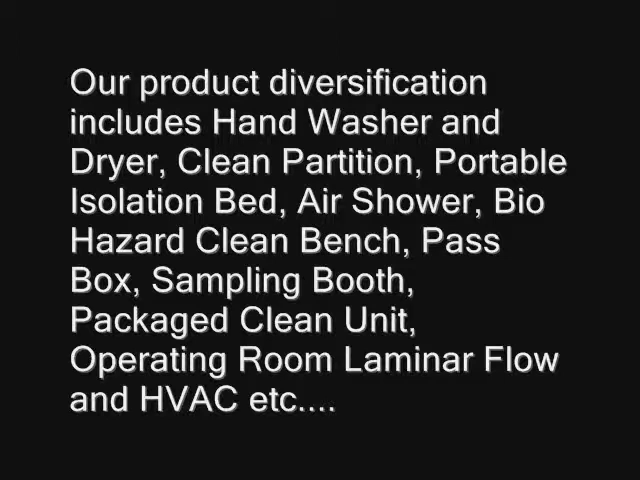 Our product diversification
includes Hand Washer and
Dryer, Clean Partition, Portable
Isolation Bed, Air Shower, Bio
Hazard Clean Bench, Pass
Box, Sampling Booth,
Packaged Clean Unit,
Operating Room Laminar Flow
and HVAC etc....